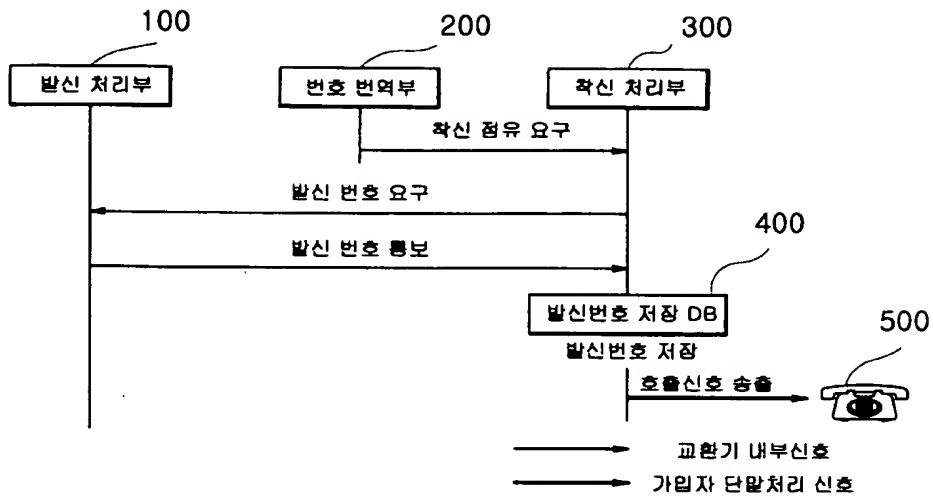 100
200
300
발신 처리부
번호 번역부
착신 처리부
착신 점유 요구
발신 번호 요구
발신 번호 통보
400
발신번호 저장 DB
발신번호 저장
500
호출신호 송출
교환기 내부신호
가입자 단말처리 신호